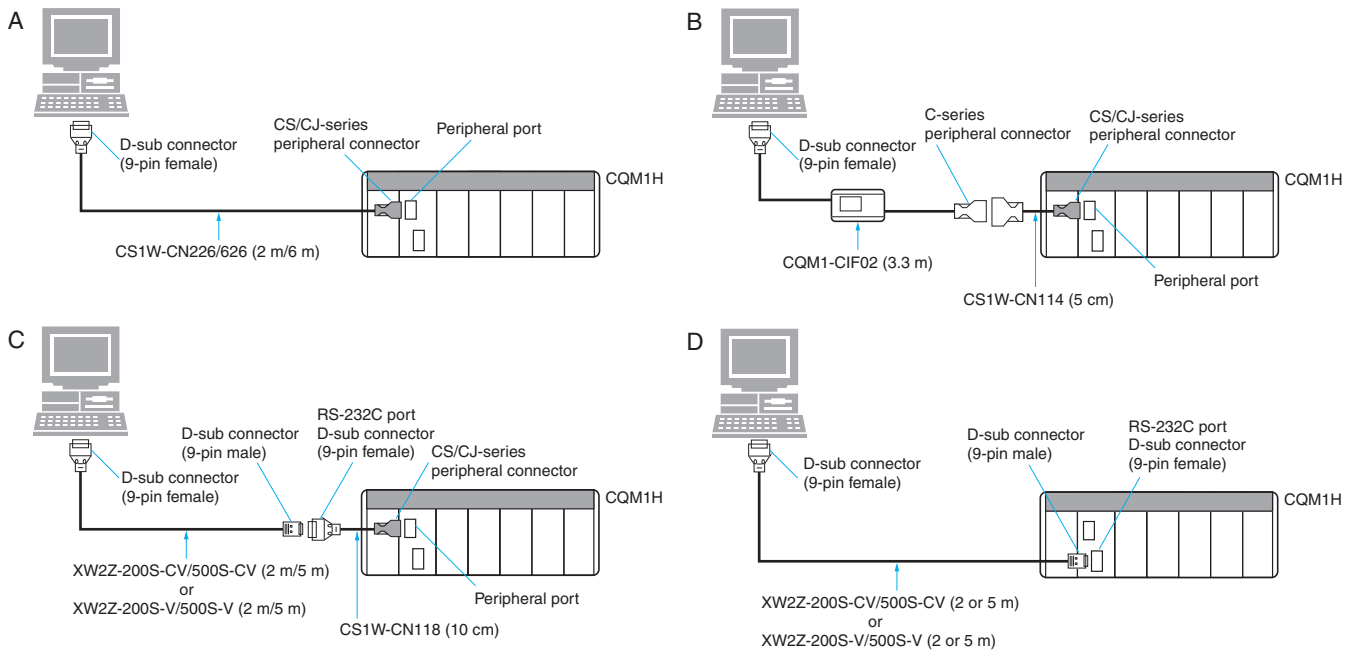 A
D-sub connector
(9-pin female)
CS/CJ-series
peripheral connector
Peripheral port
CQM1H
CS1W-CN226/626 (2 m/6 m)
B
D-sub connector
(9-pin female)
C-series
peripheral connector
CS/CJ-series
peripheral connector
CQM1H
CQM1-CIF02 (3.3 m)
Peripheral port
CS1W-CN114 (5 cm)
C
D-sub connector
(9-pin female)
D-sub connector
(9-pin male)
RS-232C port
D-sub connector
(9-pin female)
CS/CJ-series
peripheral connector
CQM1H
XW2Z-200S-CV/500S-CV (2 m/5 m)
or
XW2Z-200S-V/500S-V (2 m/5 m)
Peripheral port
CS1W-CN118 (10 cm)
D
D-sub connector
(9-pin female)
D-sub connector
(9-pin male)
RS-232C port
D-sub connector
(9-pin female)
CQM1H
XW2Z-200S-CV/500S-CV (2 or 5 m)
or
XW2Z-200S-V/500S-V (2 or 5 m)